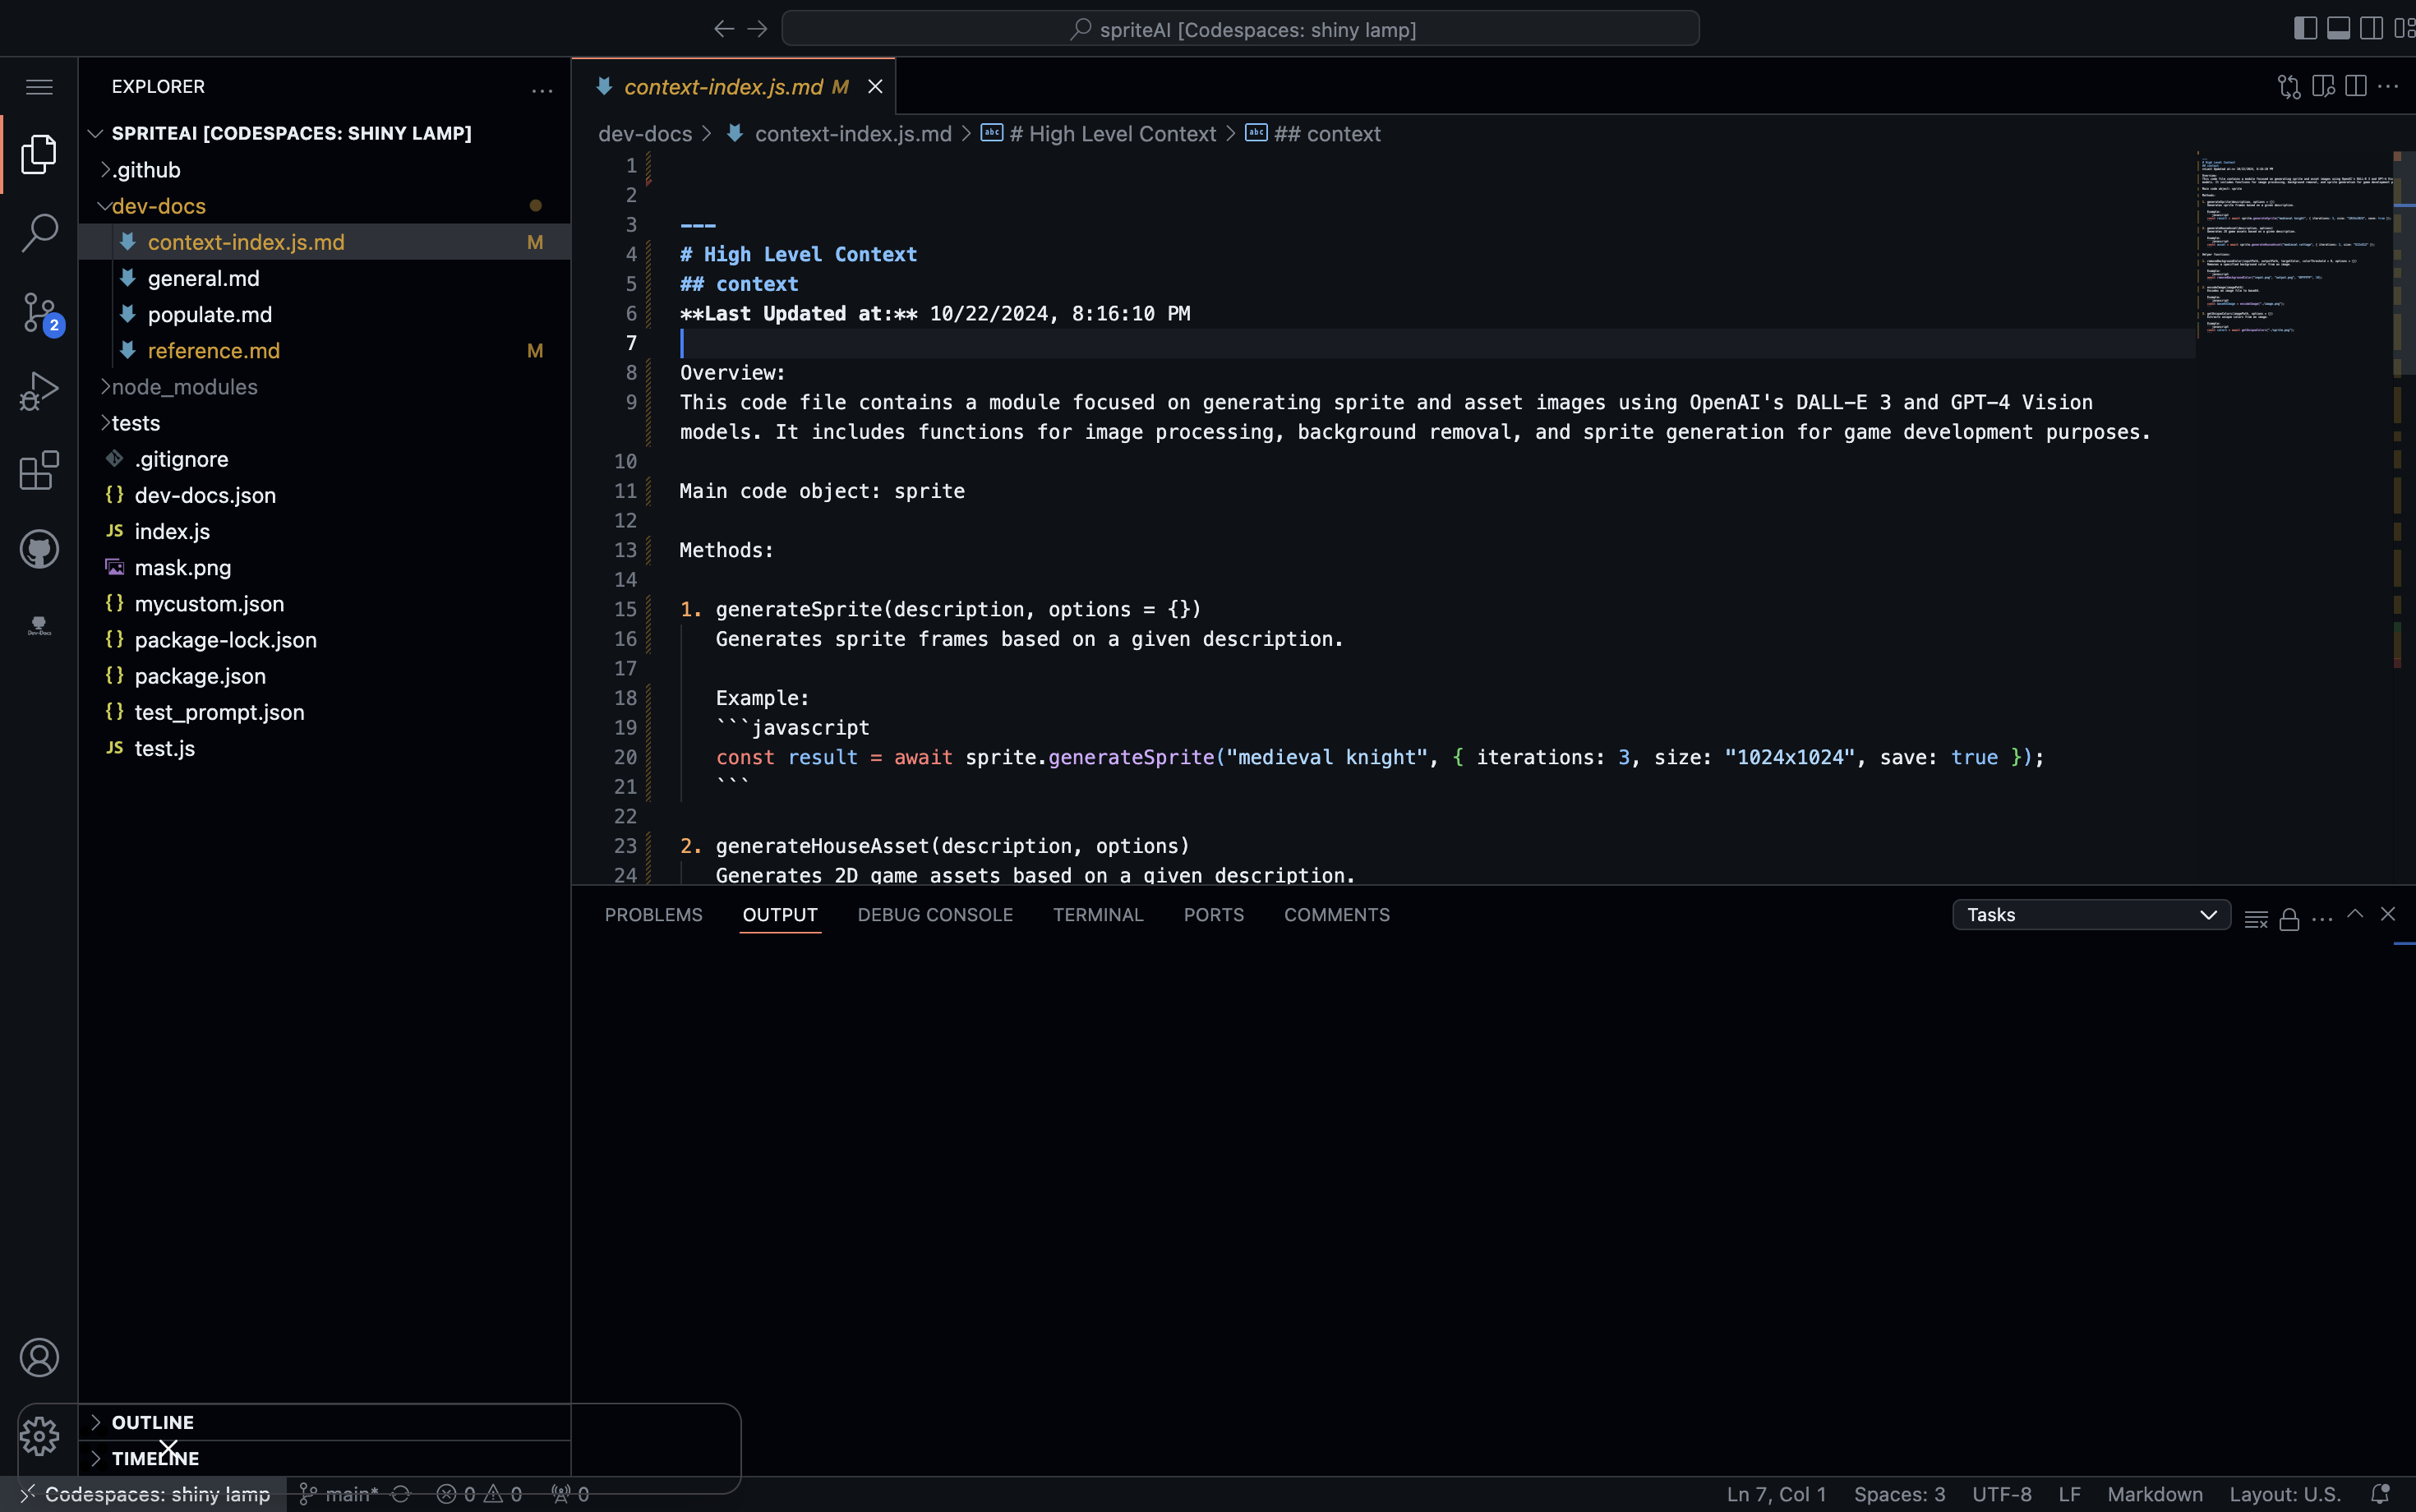 spriteAI [Codespaces: shiny lamp]
EXPLORER
SPRITEAI [CODESPACES: SHINY LAMP]
.github
dev-docs
context-index.js.md M
general.md
populate.md
reference.md M
node_modules
tests
.gitignore
{} dev-docs.json
JS index.js
mask.png
{} mycustom.json
{} package-lock.json
{} package.json
{} test_prompt.json
JS test.js
2
Dev-Docs
OUTLINE
TIMELINE
context-index.js.md M
dev-docs > context-index.js.md > abc # High Level Context > abc ## context
1
2
3 ---
4 # High Level Context
5 ## context
6 **Last Updated at:** 10/22/2024, 8:16:10 PM
7
8 Overview:
9 This code file contains a module focused on generating sprite and asset images using OpenAI's DALL-E 3 and GPT-4 Vision
models. It includes functions for image processing, background removal, and sprite generation for game development purposes.
10
11 Main code object: sprite
12
13 Methods:
14
15 1. generateSprite(description, options = {})
16 Generates sprite frames based on a given description.
17
18 Example:
19 ```javascript
20 const result = await sprite.generateSprite("medieval knight", { iterations: 3, size: "1024x1024", save: true });
21 ```
22
23 2. generateHouseAsset(description, options)
24 Generates 2D game assets based on a given description.
PROBLEMS OUTPUT DEBUG CONSOLE TERMINAL PORTS COMMENTS
Tasks
Codespaces: shiny lamp main* 0 0 0
Ln 7, Col 1 Spaces: 3 UTF-8 LF Markdown Layout: U.S.